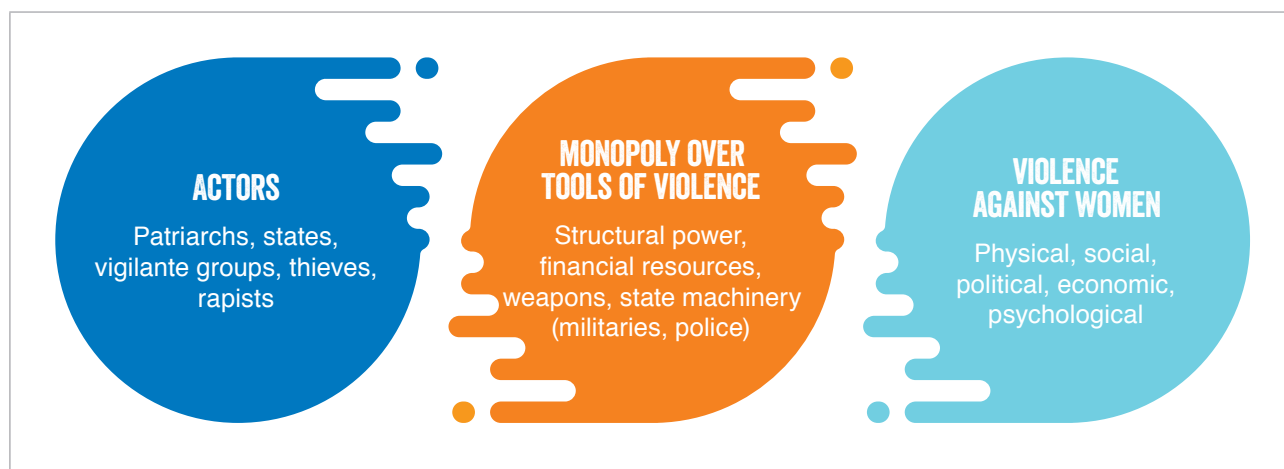 ACTORS
Patriarchs, states,
vigilante groups, thieves,
rapists
MONOPOLY OVER
TOOLS OF VIOLENCE
Structural power,
financial resources,
weapons, state machinery
(militaries, police)
VIOLENCE
AGAINST WOMEN
Physical, social,
political, economic,
psychological